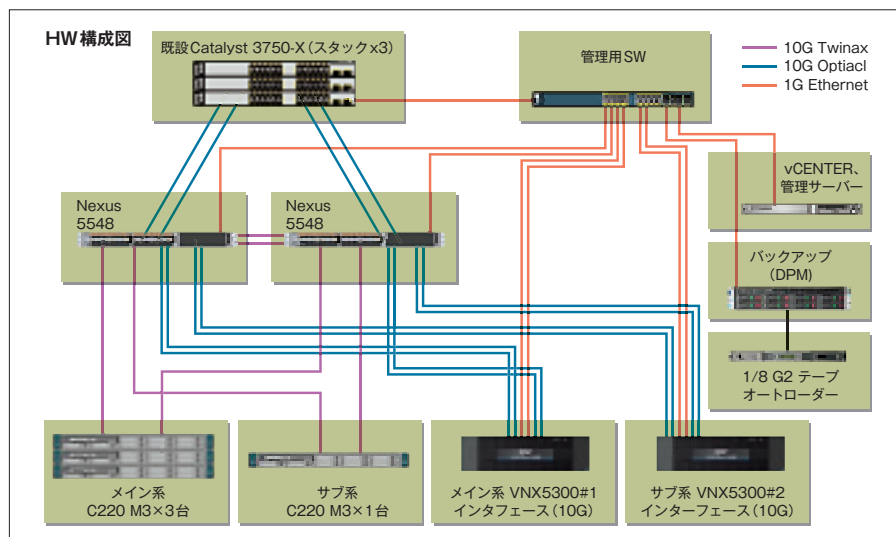 HW構成図
既設Catalyst 3750-X（スタックx3）
管理用SW
10G Twinax
10G Optiacl
1G Ethernet
Nexus
5548
Nexus
5548
vCENTER、
管理サーバー
バックアップ
（DPM）
1/8 G2 テープ
オートローダー
メイン系
C220 M3×3台
サブ系
C220 M3×1台
メイン系 VNX5300#1
インタフェース（10G）
サブ系 VNX5300#2
インターフェース（10G）